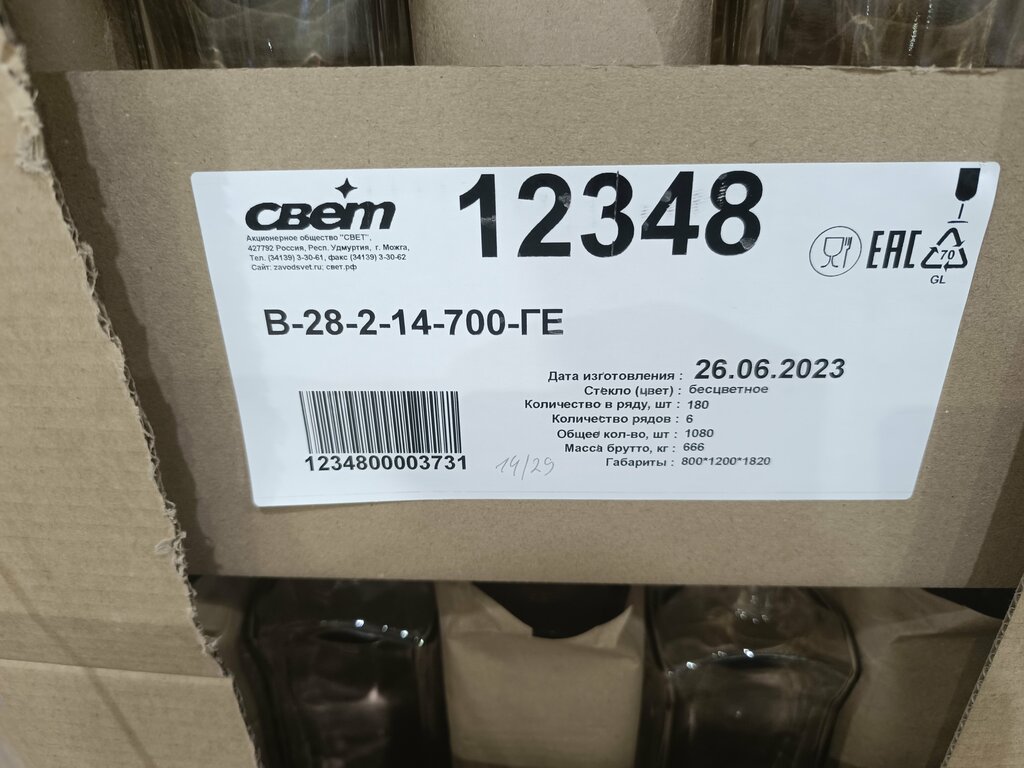 свет
12348
Акционерное общество "СВЕТ",
427792 Россия, Респ. Удмуртия, г. Можга,
Тел. (34139) 3-30-61, факс (34139) 3-30-62
Сайт: zavodsvet.ru; свет.рф
EAC
70
GL
В-28-2-14-700-ГЕ
Дата изготовления : 26.06.2023
Стекло (цвет) : бесцветное
Количество в ряду, шт : 180
Количество рядов : 6
Общее кол-во, шт : 1080
Масса брутто, кг : 666
Габариты : 800*1200*1820
1234800003731
14/29